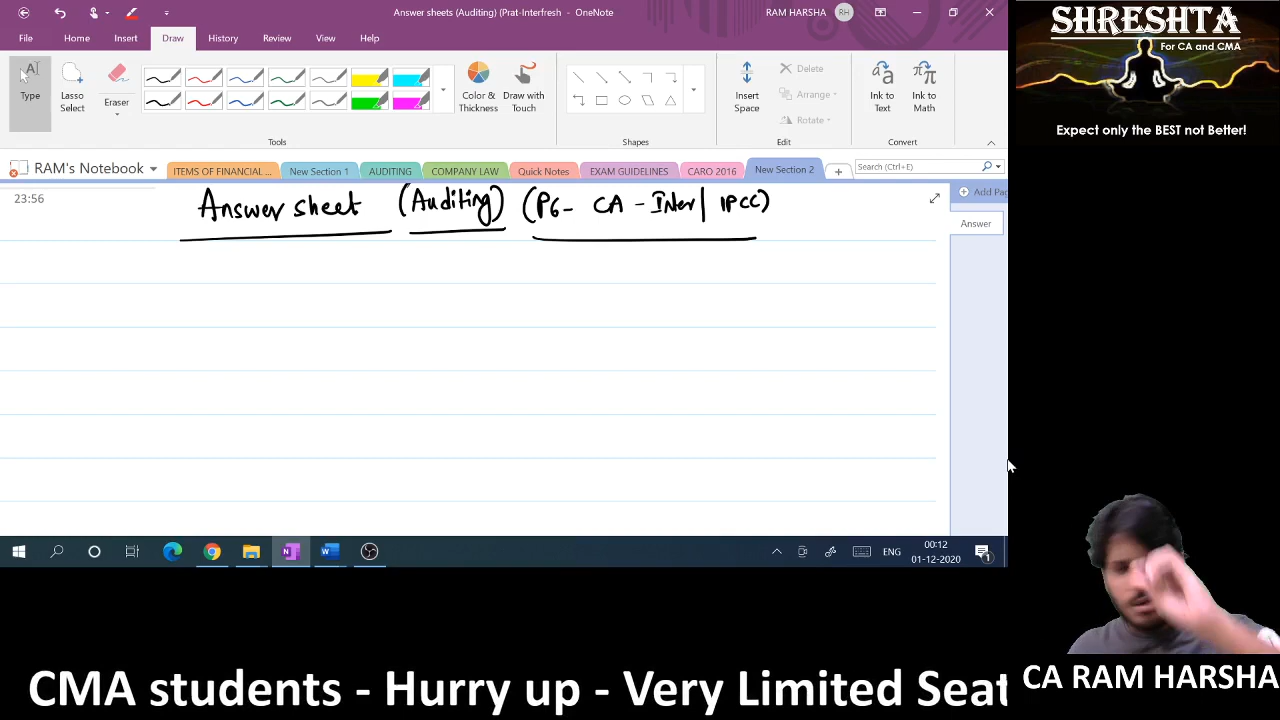 Answer sheets (Auditing) (Prat-Interfresh - OneNote
RAM HARSHA RH
File Home Insert Draw History Review View Help
Type
Lasso Select
Eraser
Color & Thickness
Draw with Touch
Insert Space
Delete
Arrange
Rotate
Ink to Text
Ink to Math
Tools Shapes Edit Convert
RAM's Notebook
ITEMS OF FINANCIAL ...
New Section 1
AUDITING
COMPANY LAW
Quick Notes
EXAM GUIDELINES
CARO 2016
New Section 2
Search (Ctrl+E)
23:56
Answer sheet (Auditing) (P6- CA - Inter| IPCC)
Add Pag
Answer
ENG
00:12
01-12-2020
1
SHRESHTA
For CA and CMA
Expect only the BEST not Better!
CMA students - Hurry up - Very Limited Seat
CA RAM HARSHA